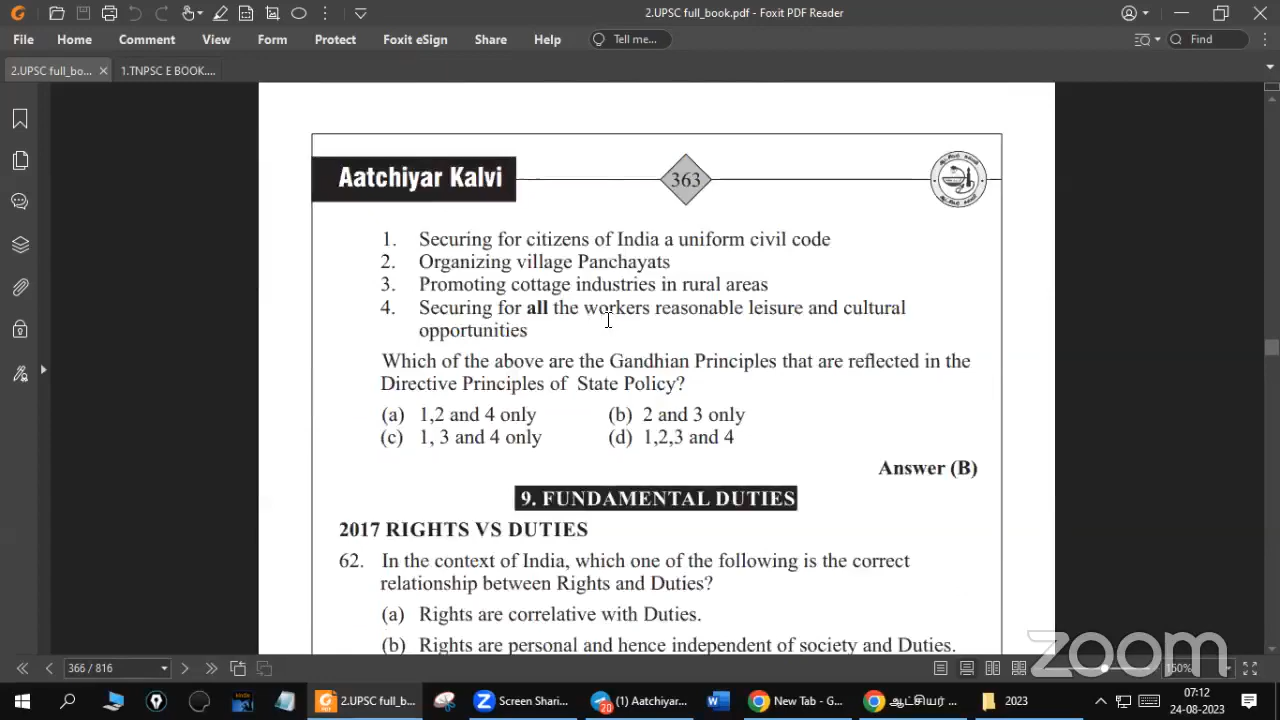 2.UPSC full_book.pdf - Foxit PDF Reader
File Home Comment View Form Protect Foxit eSign Share Help Tell me... Find
2.UPSC full_bo... 1.TNPSC E BOOK....
Aatchiyar Kalvi 363
1. Securing for citizens of India a uniform civil code
2. Organizing village Panchayats
3. Promoting cottage industries in rural areas
4. Securing for all the workers reasonable leisure and cultural
opportunities
Which of the above are the Gandhian Principles that are reflected in the
Directive Principles of State Policy?
(a) 1,2 and 4 only (b) 2 and 3 only
(c) 1, 3 and 4 only (d) 1,2,3 and 4
Answer (B)
9. FUNDAMENTAL DUTIES
2017 RIGHTS VS DUTIES
62. In the context of India, which one of the following is the correct
relationship between Rights and Duties?
(a) Rights are correlative with Duties.
(b) Rights are personal and hence independent of society and Duties.
zoom
366 / 816 150%
2.UPSC full_b... Screen Shari... (1) Aatchiyar... New Tab - G... ஆட்சியர் ... 2023 07:12
24-08-2023